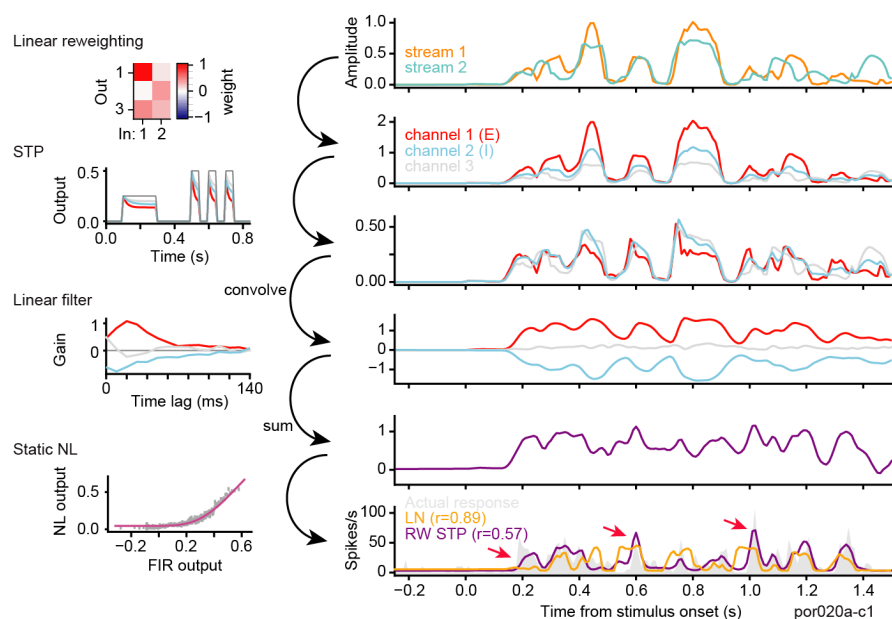 Linear reweighting
Out
1
3
In: 1 2
1
0
−1
weight
STP
Output
0.5
0.0
0.0 0.4 0.8
Time (s)
Linear filter
Gain
1
0
0 140
Time lag (ms)
Static NL
NL output
0.5
0.0
−0.2 0 0.2 0.4 0.6
FIR output
convolve
sum
Amplitude
1.0
0.5
0.0
stream 1
stream 2
2
1
0
channel 1 (E)
channel 2 (I)
channel 3
0.50
0.00
1
0
−1
1
0
Spikes/s
100
50
0
Actual response
LN (r=0.89)
RW STP (r=0.57)
−0.2 0.0 0.2 0.4 0.6 0.8 1.0 1.2 1.4
Time from stimulus onset (s)
por020a-c1